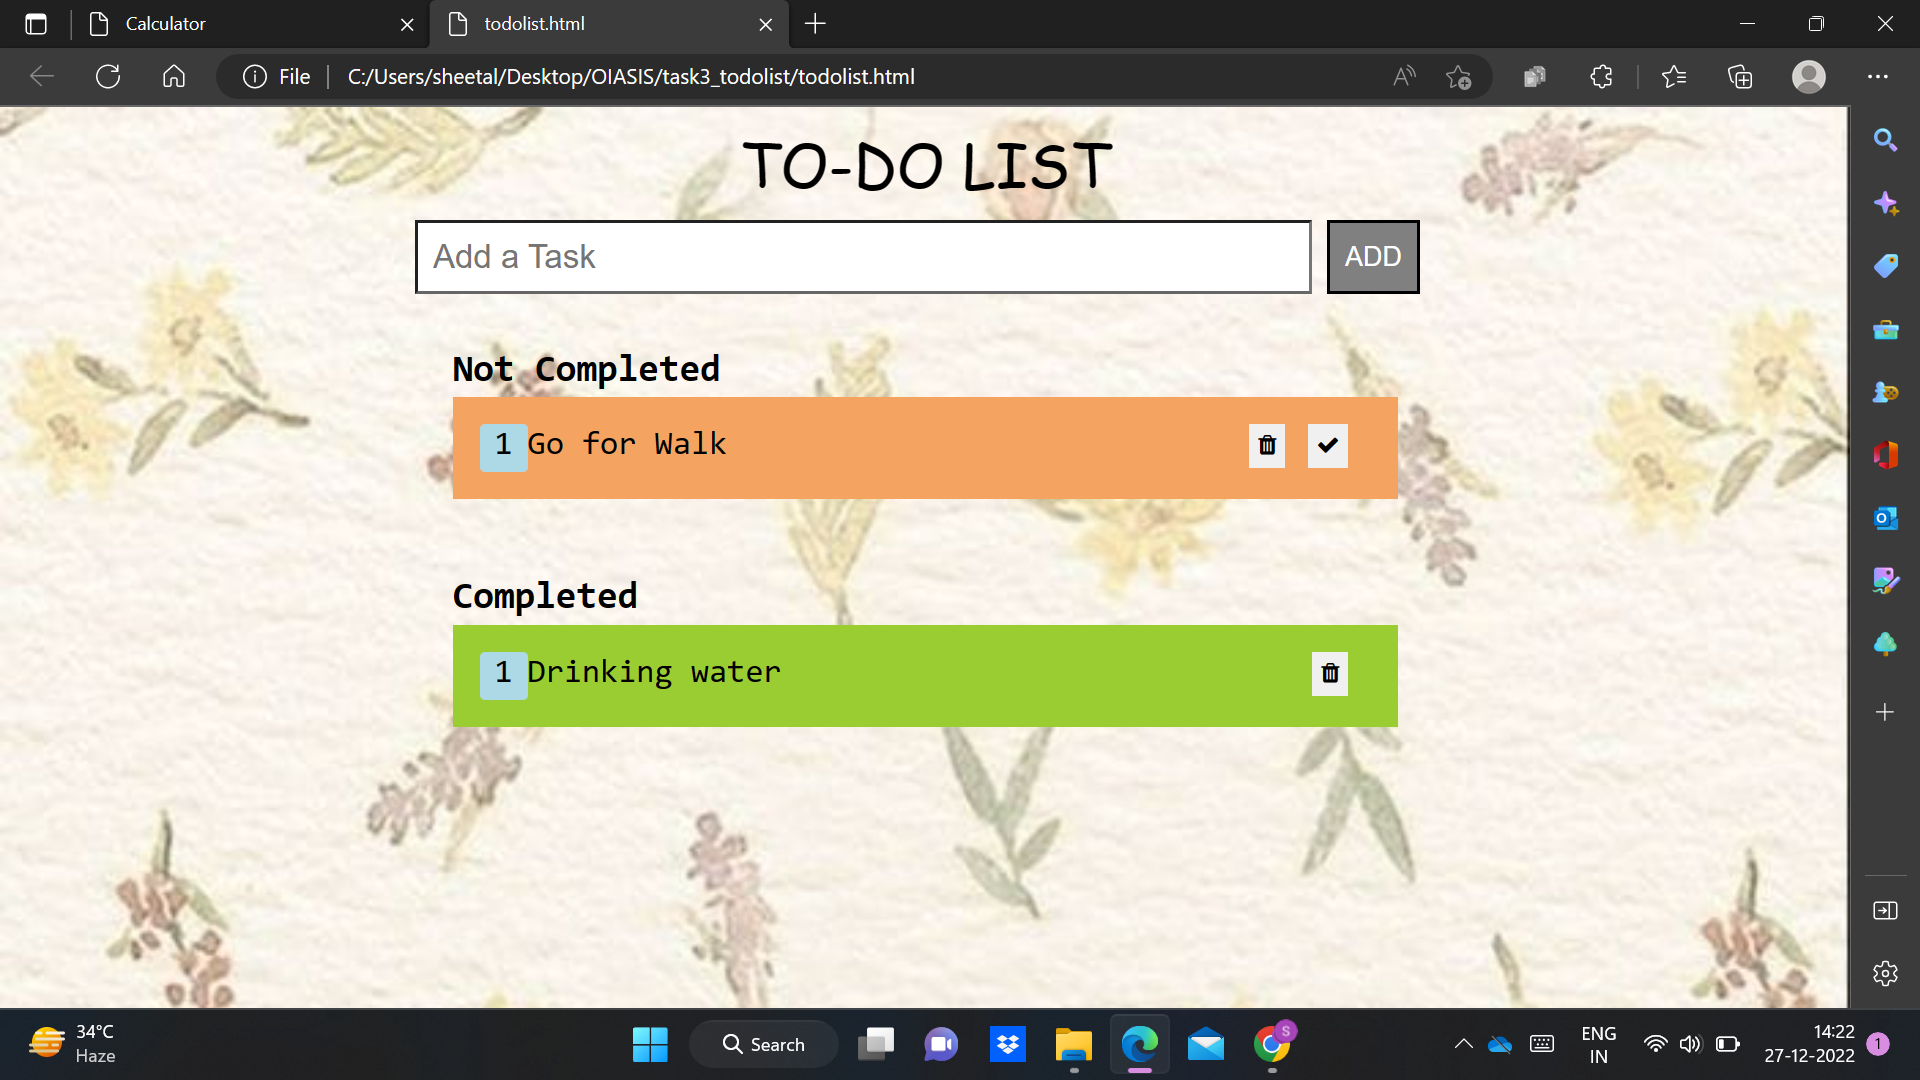 Calculator
todolist.html
File
C:/Users/sheetal/Desktop/OIASIS/task3_todolist/todolist.html
TO-DO LIST
Add a Task
ADD
Not Completed
1 Go for Walk
Completed
1 Drinking water
34°C
Haze
Search
S
ENG
IN
14:22
27-12-2022
1